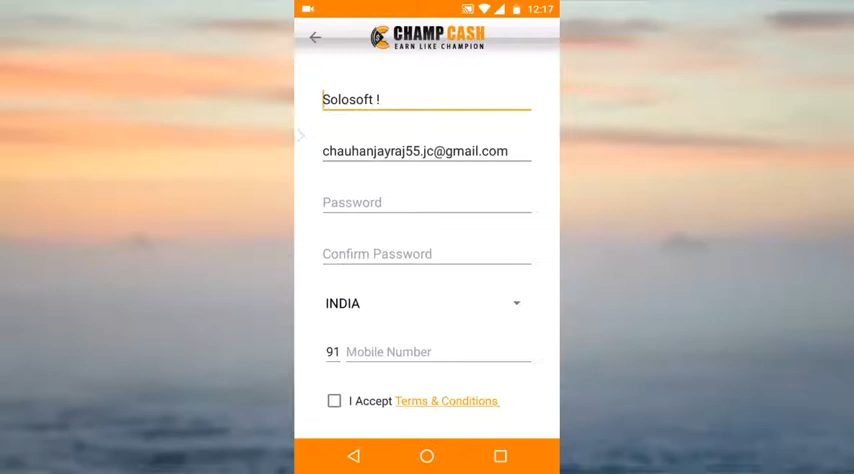 12:17
CHAMP CASH
EARN LIKE CHAMPION
Solosoft !
chauhanjayraj55.jc@gmail.com
Password
Confirm Password
INDIA
91 Mobile Number
I Accept Terms & Conditions